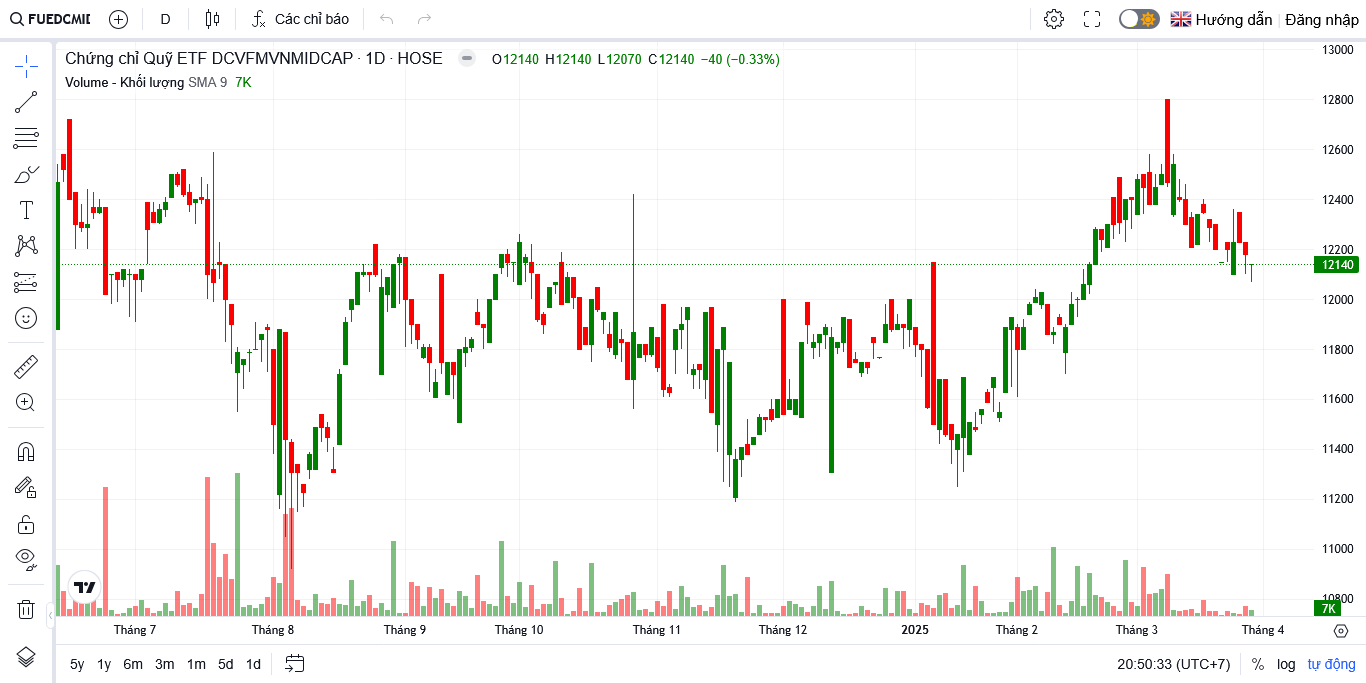 FUEDCMID D Các chỉ báo Hướng dẫn Đăng nhập
Chứng chỉ Quỹ ETF DCVFMVNMIDCAP · 1D · HOSE O12140 H12140 L12070 C12140 −40 (−0.33%)
Volume - Khối lượng SMA 9 7K
13000
12800
12600
12400
12200
12140
12000
11800
11600
11400
11200
11000
10800
7K
Tháng 7 Tháng 8 Tháng 9 Tháng 10 Tháng 11 Tháng 12 2025 Tháng 2 Tháng 3 Tháng 4
5y 1y 6m 3m 1m 5d 1d 20:50:33 (UTC+7) % log tự động